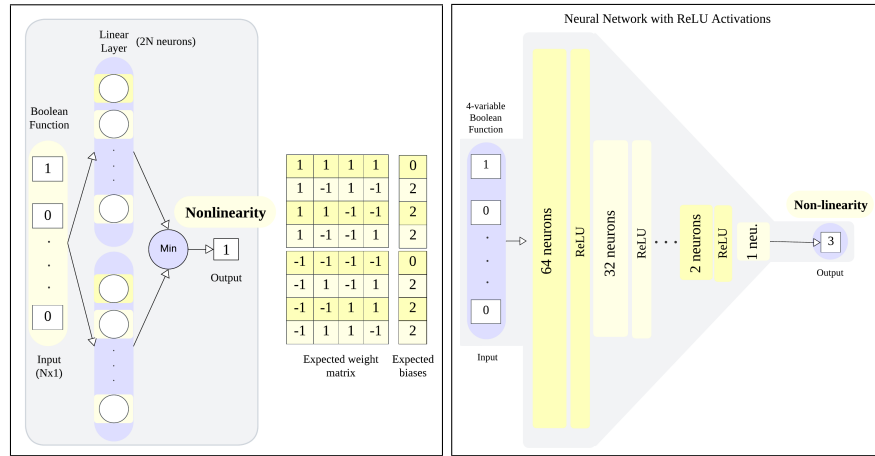 Linear
Layer
(2N neurons)
Boolean
Function
1
0
.
.
.
0
Input
(Nx1)
.
.
.
.
.
.
Min
Nonlinearity
1
Output
1 1 1 1 0
1 -1 1 -1 2
1 1 -1 -1 2
1 -1 -1 1 2
-1 -1 -1 -1 0
-1 1 -1 1 2
-1 -1 1 1 2
-1 1 1 -1 2
Expected weight
matrix
Expected
biases
Neural Network with ReLU Activations
4-variable
Boolean
Function
1
0
.
.
.
0
Input
64 neurons
ReLU
32 neurons
ReLU
. . .
2 neurons
ReLU
1 neu.
Non-linearity
3
Output